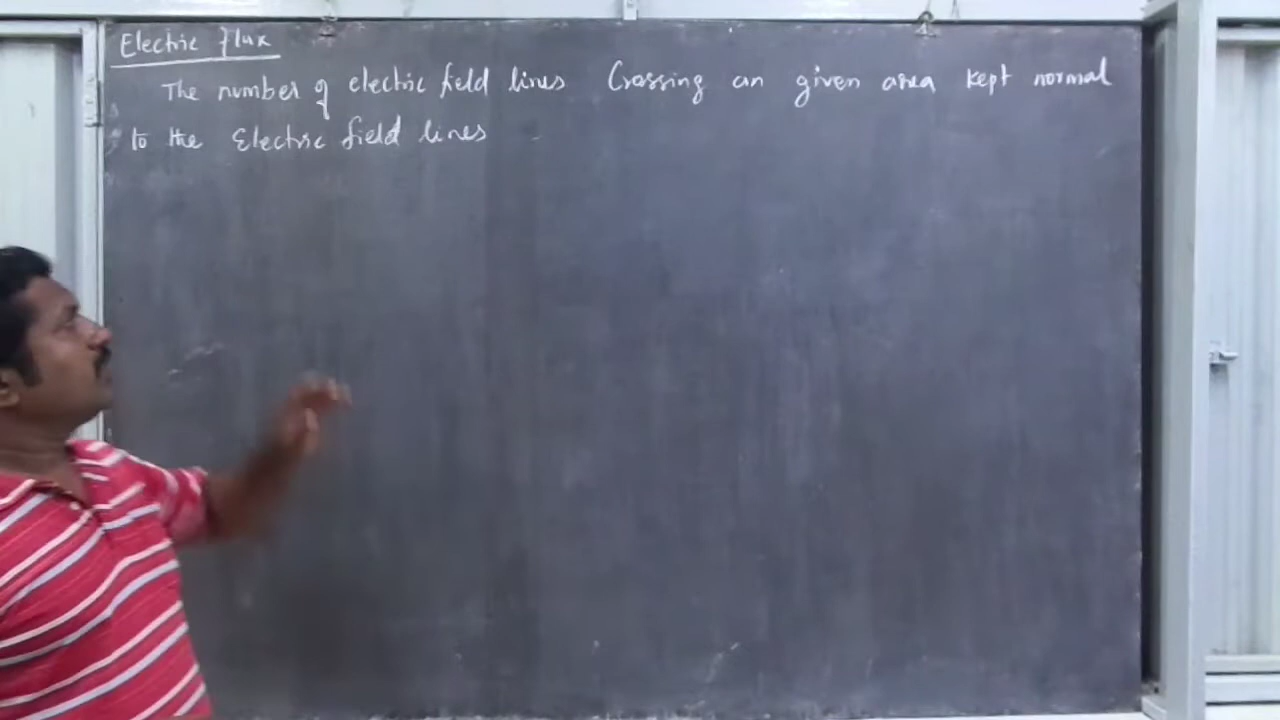 Electric flux
The number of electric field lines Crossing an given area kept normal
to the Electric field lines